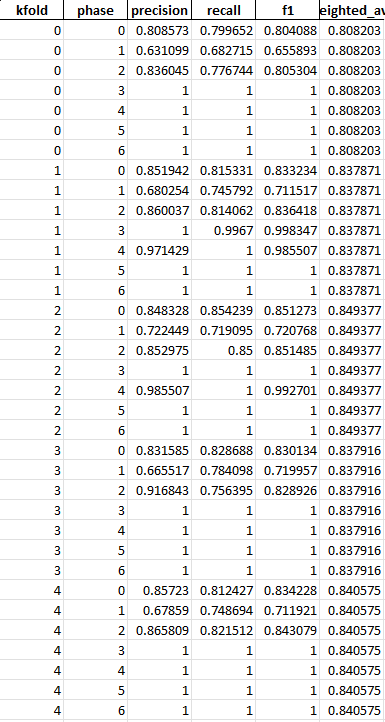 kfold phase precision recall f1 eighted_av
0 0 0.808573 0.799652 0.804088 0.808203
0 1 0.631099 0.682715 0.655893 0.808203
0 2 0.836045 0.776744 0.805304 0.808203
0 3 1 1 1 0.808203
0 4 1 1 1 0.808203
0 5 1 1 1 0.808203
0 6 1 1 1 0.808203
1 0 0.851942 0.815331 0.833234 0.837871
1 1 0.680254 0.745792 0.711517 0.837871
1 2 0.860037 0.814062 0.836418 0.837871
1 3 1 0.9967 0.998347 0.837871
1 4 0.971429 1 0.985507 0.837871
1 5 1 1 1 0.837871
1 6 1 1 1 0.837871
2 0 0.848328 0.854239 0.851273 0.849377
2 1 0.722449 0.719095 0.720768 0.849377
2 2 0.852975 0.85 0.851485 0.849377
2 3 1 1 1 0.849377
2 4 0.985507 1 0.992701 0.849377
2 5 1 1 1 0.849377
2 6 1 1 1 0.849377
3 0 0.831585 0.828688 0.830134 0.837916
3 1 0.665517 0.784098 0.719957 0.837916
3 2 0.916843 0.756395 0.828926 0.837916
3 3 1 1 1 0.837916
3 4 1 1 1 0.837916
3 5 1 1 1 0.837916
3 6 1 1 1 0.837916
4 0 0.85723 0.812427 0.834228 0.840575
4 1 0.67859 0.748694 0.711921 0.840575
4 2 0.865809 0.821512 0.843079 0.840575
4 3 1 1 1 0.840575
4 4 1 1 1 0.840575
4 5 1 1 1 0.840575
4 6 1 1 1 0.840575